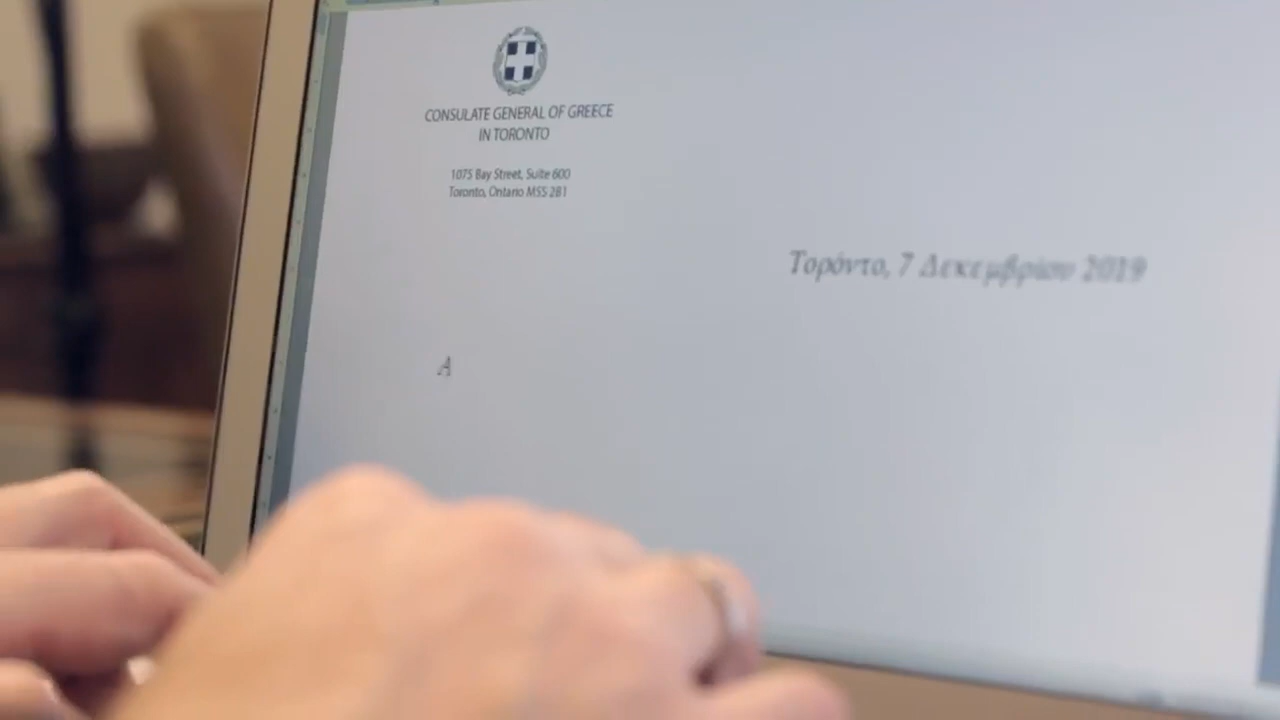 CONSULATE GENERAL OF GREECE
IN TORONTO
1075 Bay Street, Suite 600
Toronto, Ontario M5S 2B1
Τορόντο, 7 Δεκεμβρίου 2019
A